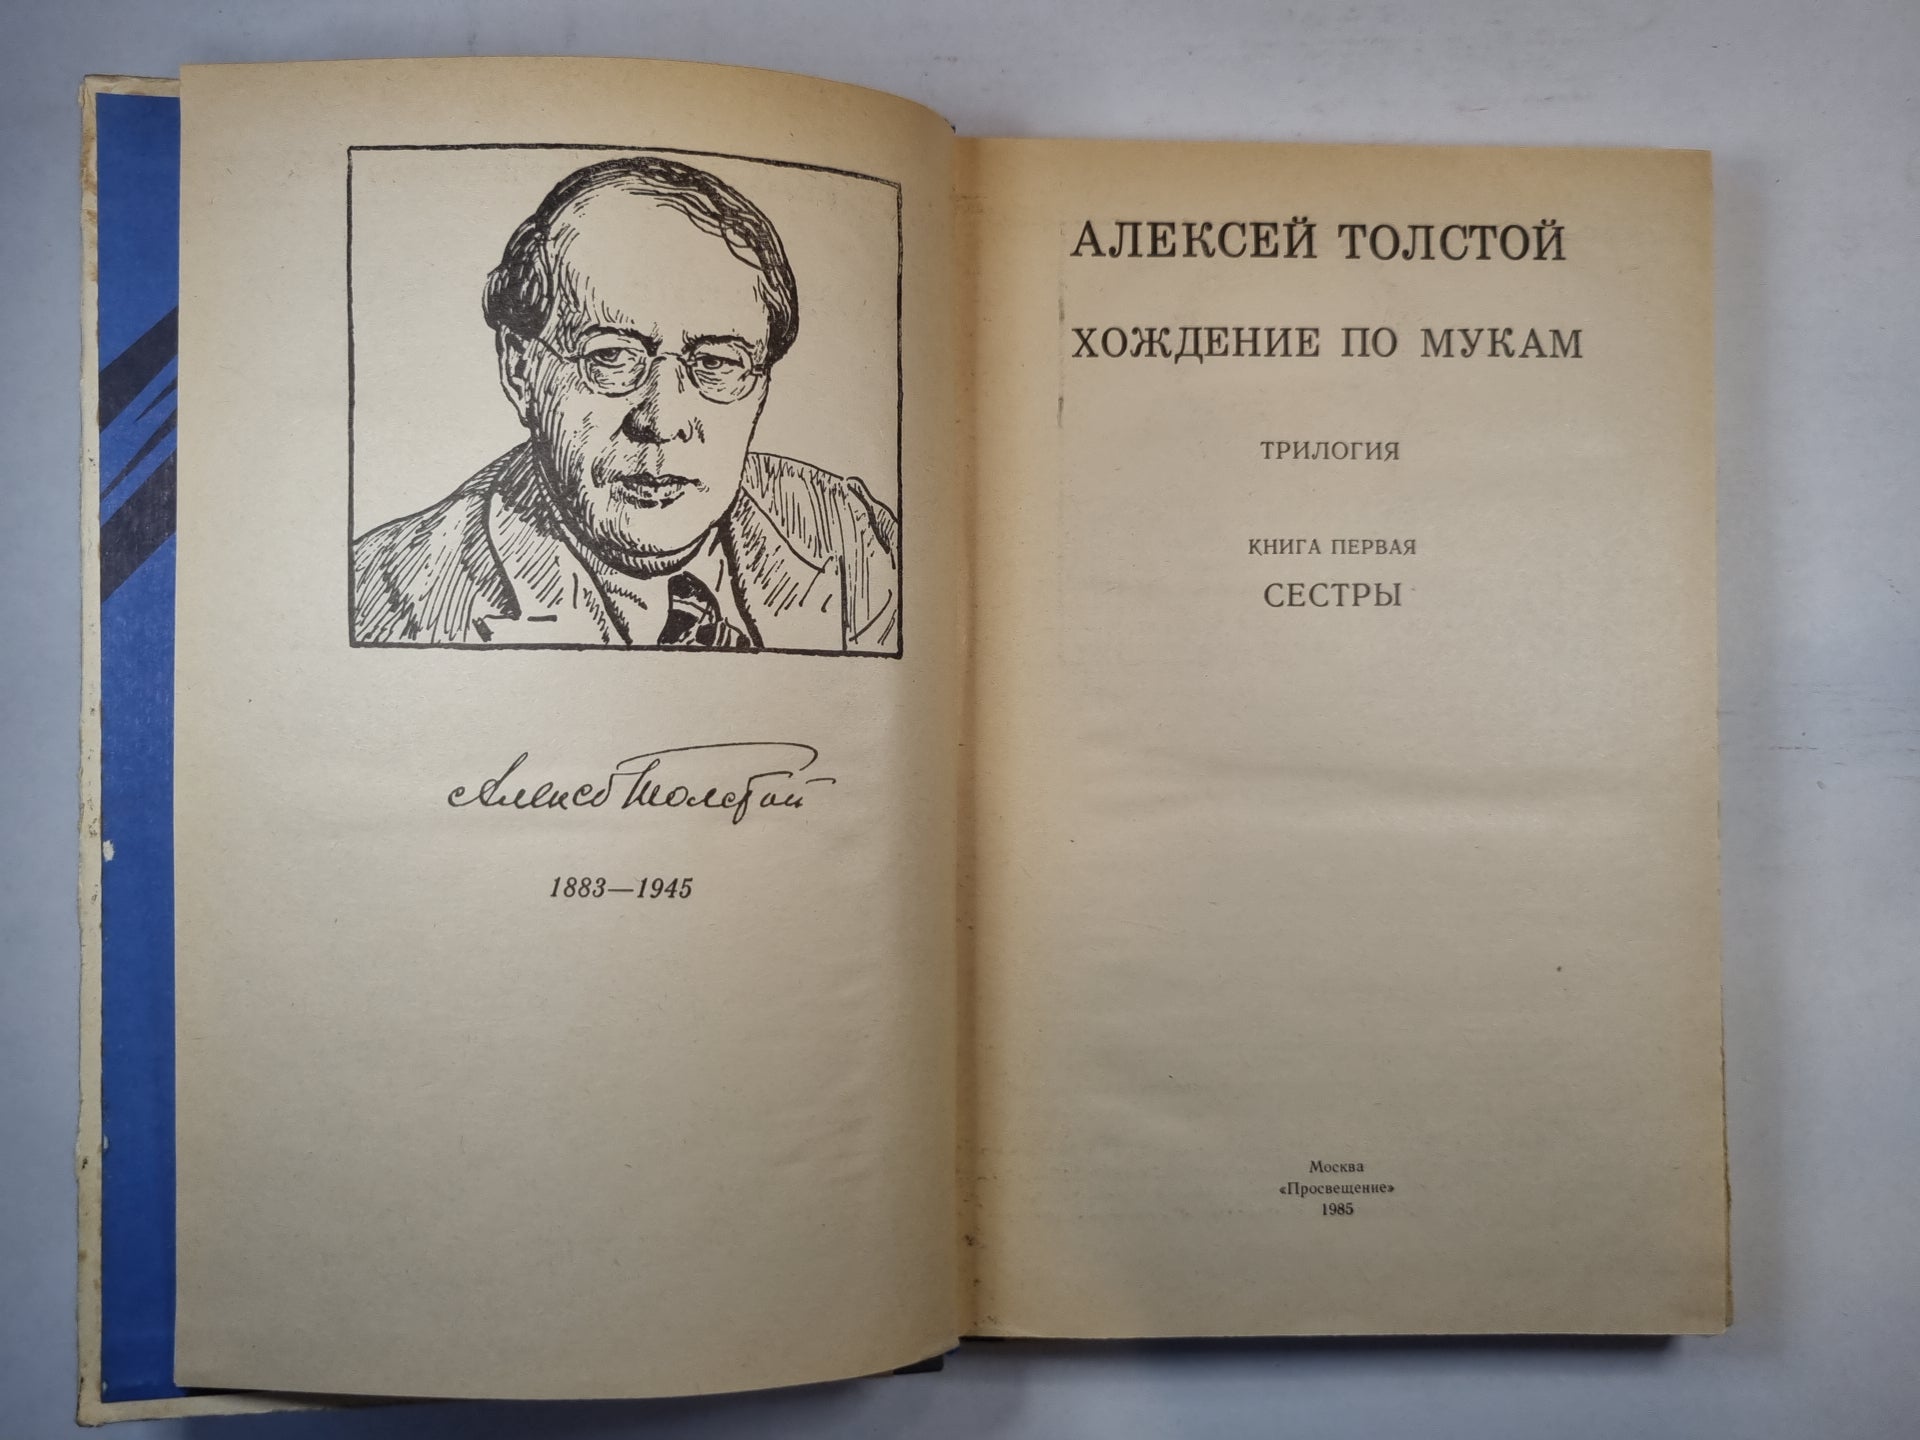 Алексей Толстой
1883—1945
АЛЕКСЕЙ ТОЛСТОЙ
ХОЖДЕНИЕ ПО МУКАМ
ТРИЛОГИЯ
КНИГА ПЕРВАЯ
СЕСТРЫ
Москва
«Просвещение»
1985